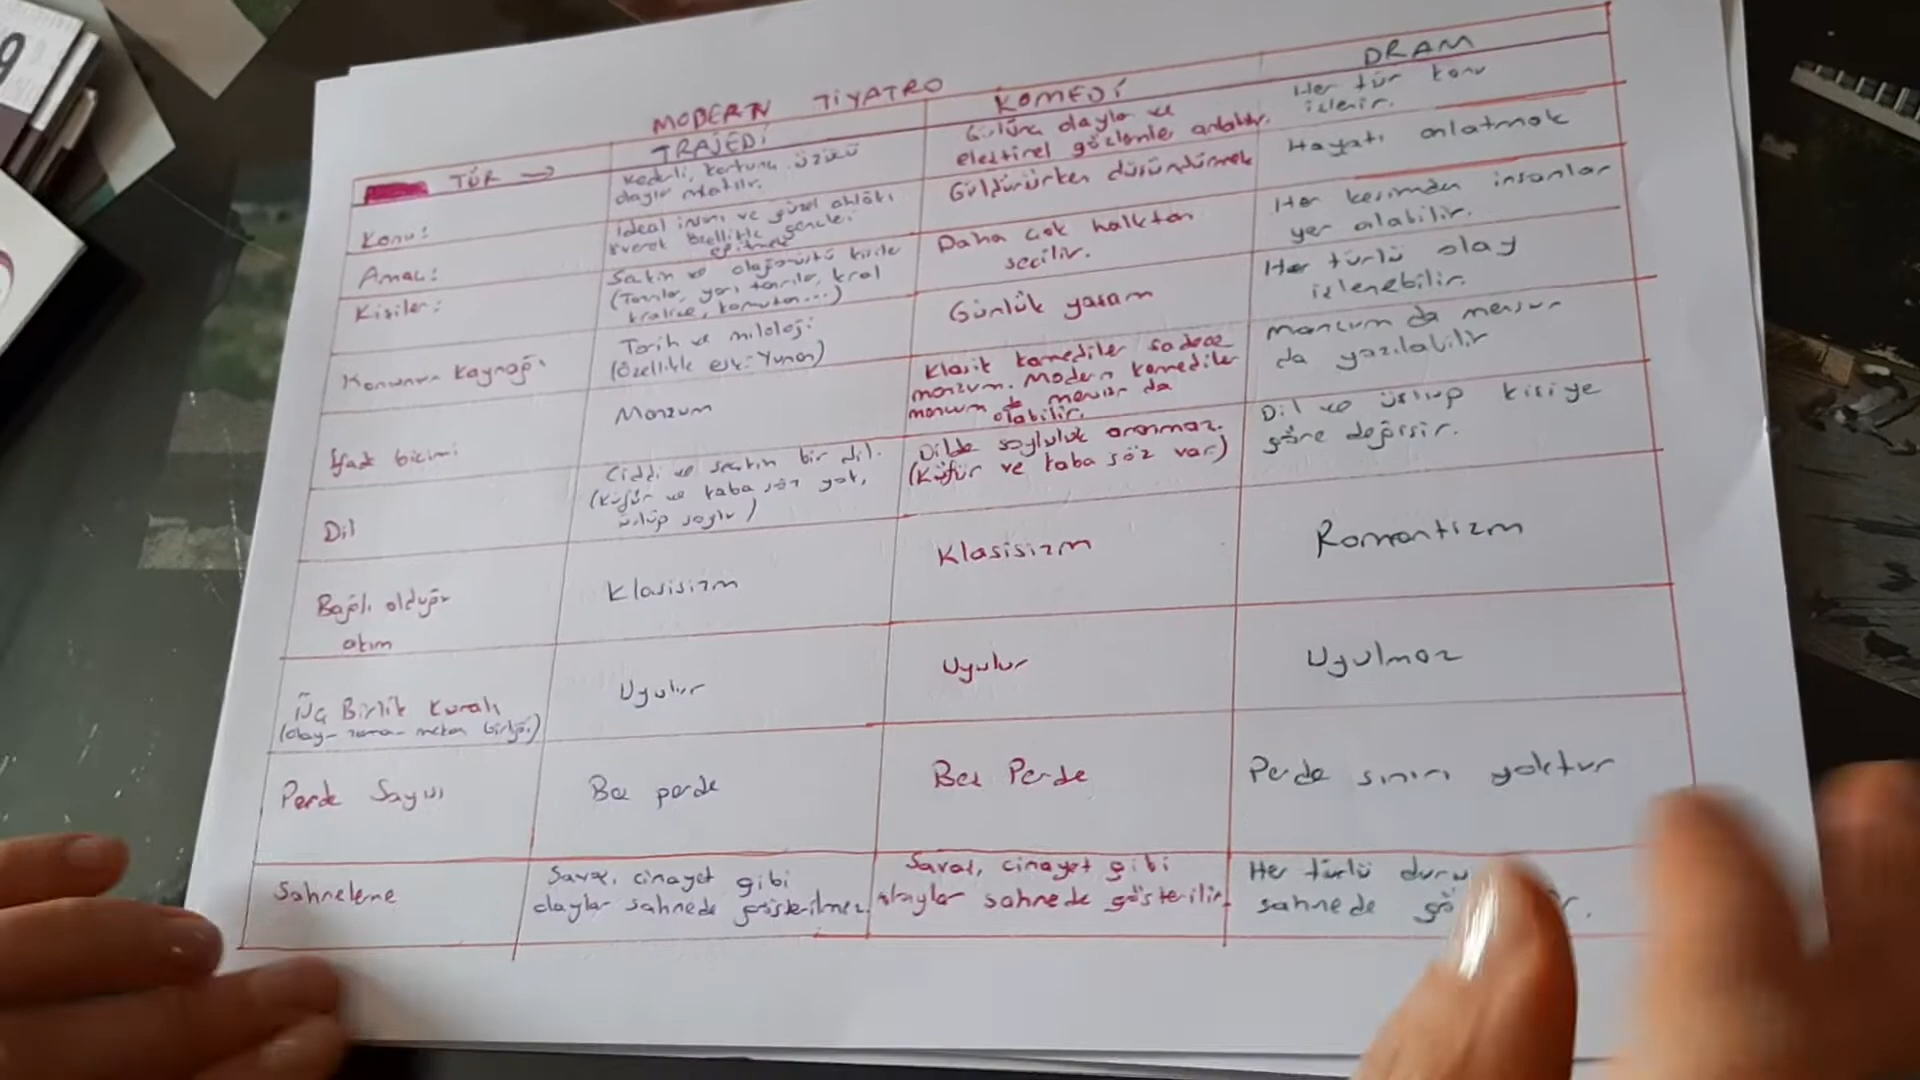 MODERN TİYATRO
TÜR →
TRAJEDİ
KOMEDİ
DRAM
Konu:
Kederli, korkunç, üzücü
olaylar anlatılır.
Gülünç olaylar ve
eleştirel gözlemler anlatılır.
Her tür konu
işlenir.
Amaç:
İdeal insanı ve güzel ahlâkı
överek özellikle gençleri
eğitmek
Güldürürken düşündürmek
Hayatı anlatmak
Kişiler:
Seçkin ve olağanüstü kişiler
(Tanrılar, yarı tanrılar, kral
kraliçe, komutan...)
Daha çok halktan
seçilir.
Her kesimden insanlar
yer alabilir.
Konunun Kaynağı
Tarih ve mitoloji
(Özellikle eski Yunan)
Günlük yaşam
Her türlü olay
işlenebilir.
İfade biçimi
Manzum
Klasik komediler sadece
manzum. Modern komediler
manzum da mensur da
olabilir.
manzum da mensur
da yazılabilir
Dil
Ciddi ve seçkin bir dil.
(Küfür ve kaba söz yok,
üslup soylu)
Dilde soyluluk aranmaz.
(Küfür ve kaba söz var)
Dil ve üslup kişiye
göre değişir.
Bağlı olduğu
akım
Klasisizm
Klasisizm
Romantizm
Üç Birlik Kuralı
(olay-zaman-mekan birliği)
Uyulur
Uyulur
Uyulmaz
Perde Sayısı
Beş perde
Beş Perde
Perde sınırı yoktur
Sahneleme
Savaş, cinayet gibi
olaylar sahnede gösterilmez.
Savaş, cinayet gibi
olaylar sahnede gösterilir.
Her türlü
sahnede
9